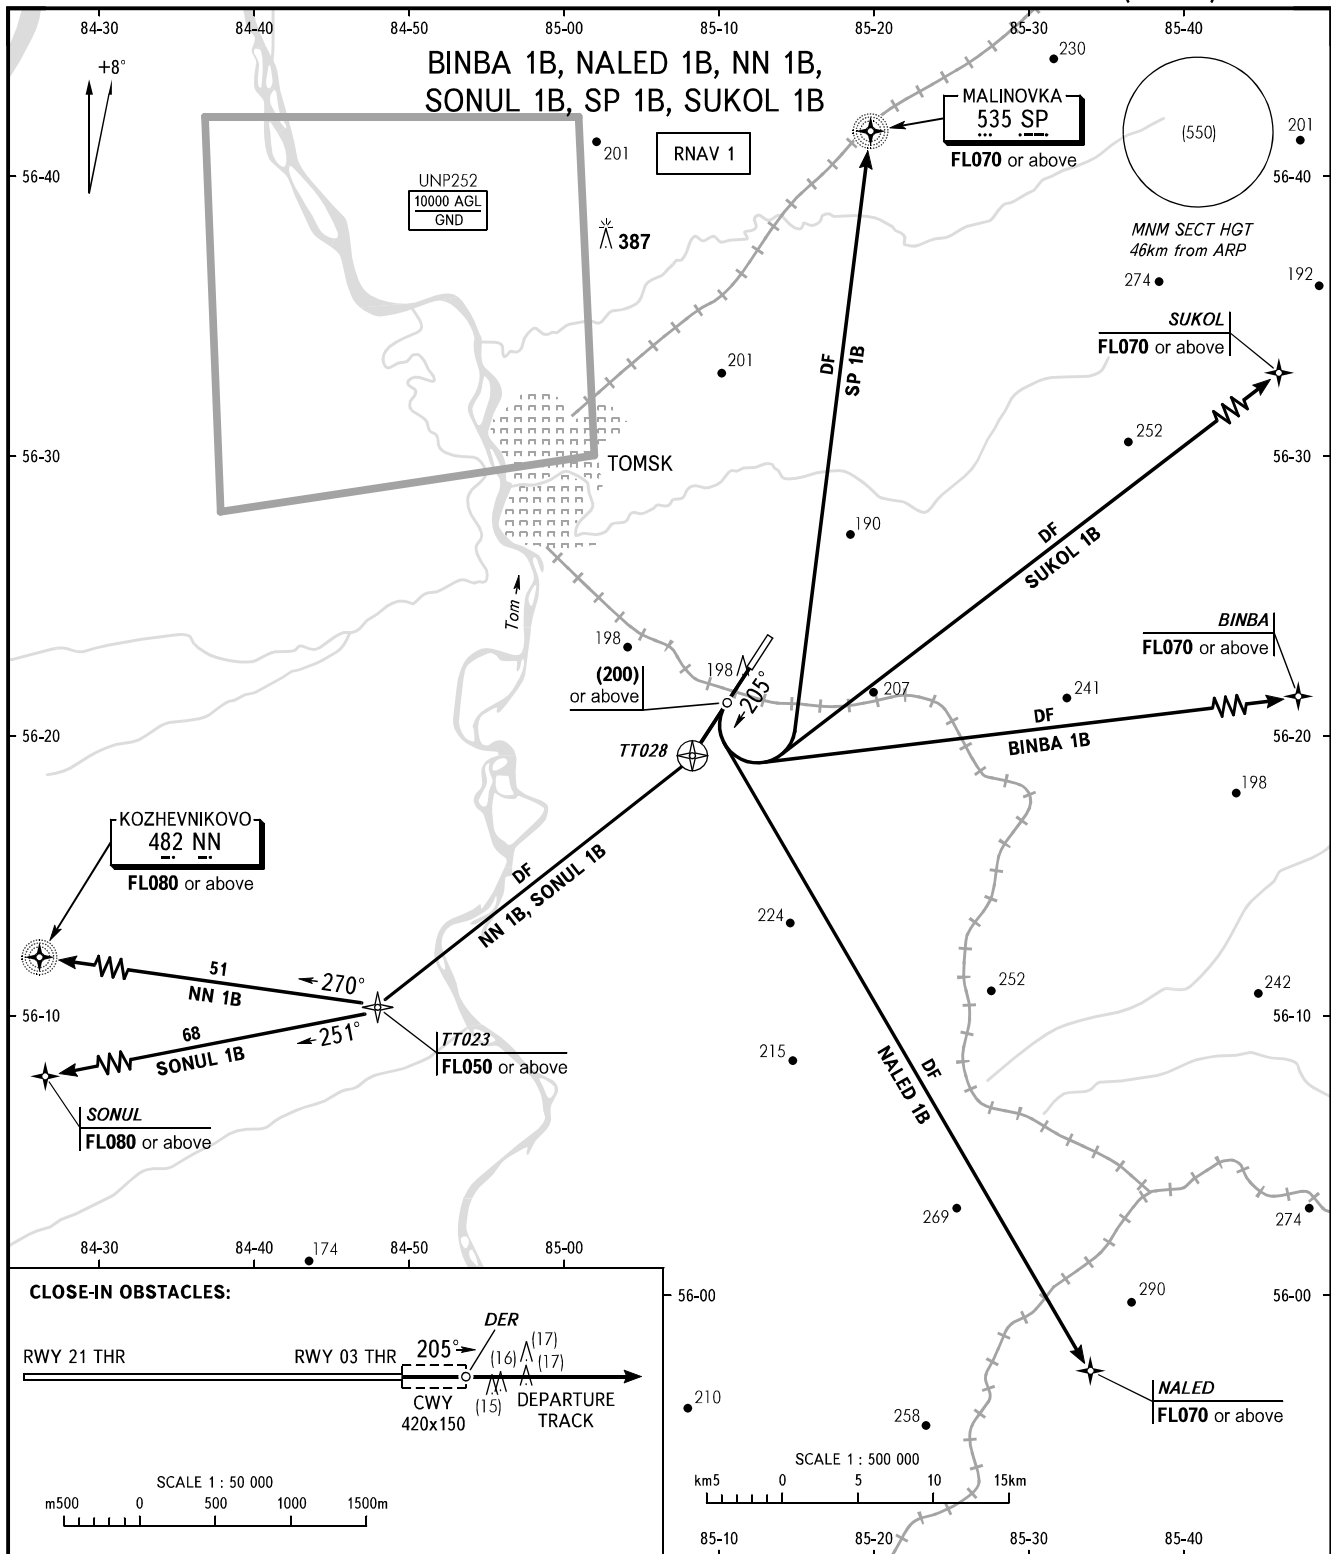 84-30 84-40 84-50 85-00 85-10 85-20 85-30 85-40
+8°
BINBA 1B, NALED 1B, NN 1B,
SONUL 1B, SP 1B, SUKOL 1B
RNAV 1
230
MALINOVKA
535 SP
FL070 or above
(550)
201
201
56-40
56-40
UNP252
10000 AGL
GND
387
MNM SECT HGT
46km from ARP
274
192
SUKOL
FL070 or above
201
DF
SP 1B
252
56-30
56-30
TOMSK
190
DF
SUKOL 1B
Tom
198
(200)
or above
198
205°
BINBA
FL070 or above
207
241
DF
BINBA 1B
56-20
56-20
TT028
198
KOZHEVNIKOVO
482 NN
FL080 or above
DF
NN 1B, SONUL 1B
224
51
NN 1B
270°
252
242
56-10
56-10
68
SONUL 1B
251°
TT023
FL050 or above
215
DF
NALED 1B
SONUL
FL080 or above
269
274
84-30 84-40 84-50 85-00
174
CLOSE-IN OBSTACLES:
56-00
56-00
290
DER
205°
RWY 21 THR
RWY 03 THR
(17)
(16)
(17)
(15)
CWY
420x150
DEPARTURE
TRACK
NALED
FL070 or above
210
258
SCALE 1 : 50 000
m500 0 500 1000 1500m
SCALE 1 : 500 000
km5 0 5 10 15km
85-10 85-20 85-30 85-40